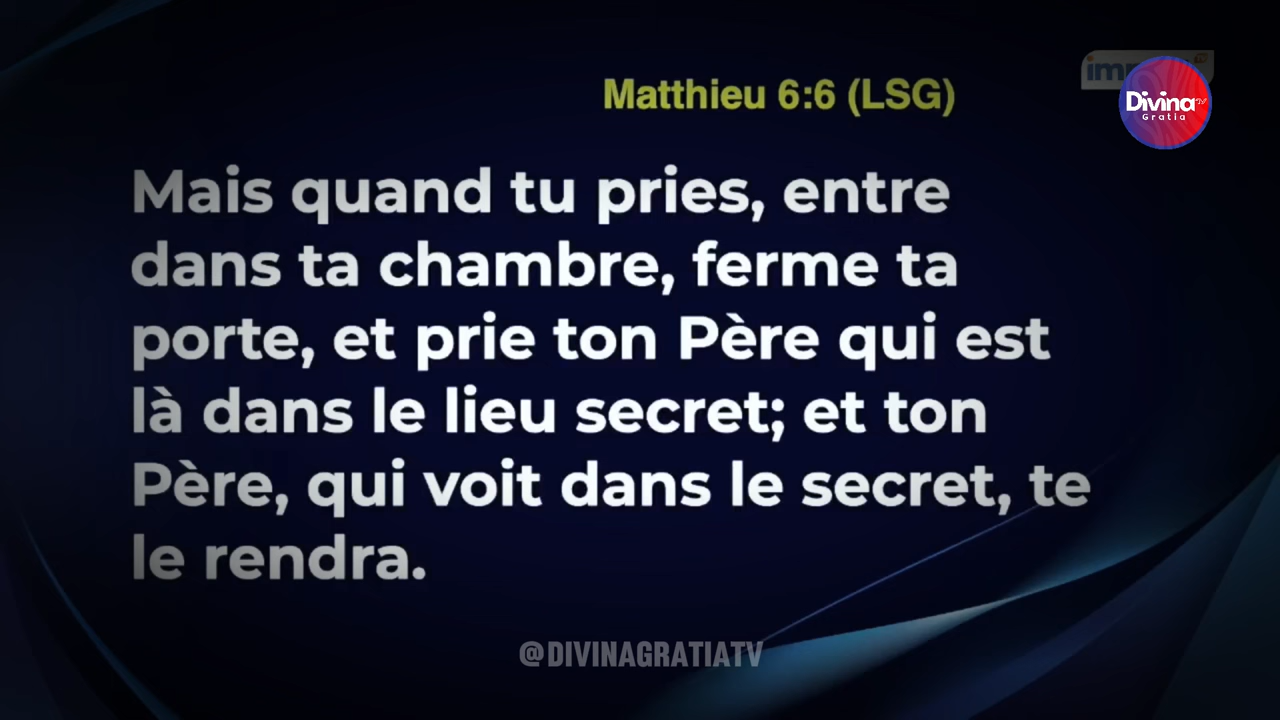 Matthieu 6:6 (LSG)
Divina TV
Gratia
Mais quand tu pries, entre
dans ta chambre, ferme ta
porte, et prie ton Père qui est
là dans le lieu secret; et ton
Père, qui voit dans le secret, te
le rendra.
@DIVINAGRATIATV